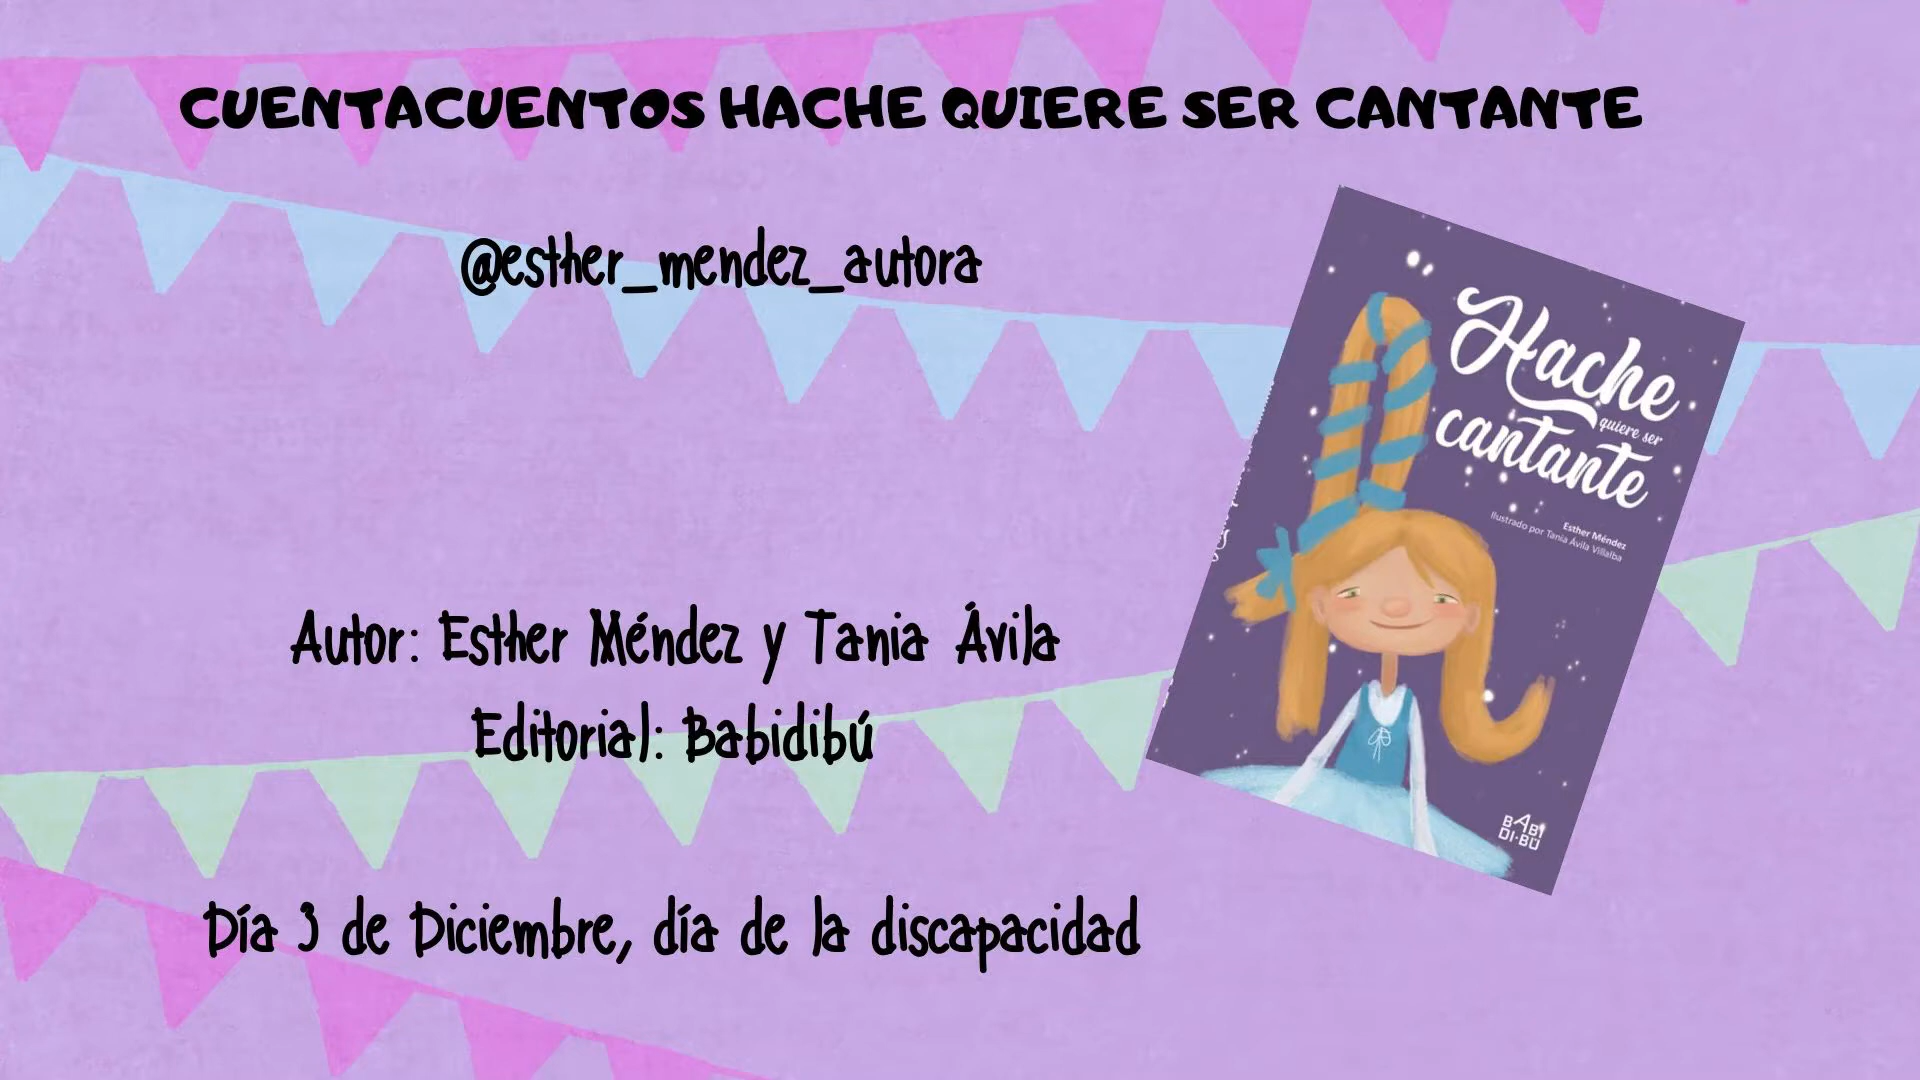 CUENTACUENTOS HACHE QUIERE SER CANTANTE
@esther_mendez_autora
Hache
quiere ser
cantante
Esther Méndez
Ilustrado por Tania Ávila Villalba
Autor: Esther Méndez y Tania Ávila
Editorial: Babidibú
BABI
DI-BÚ
Día 3 de Diciembre, día de la discapacidad